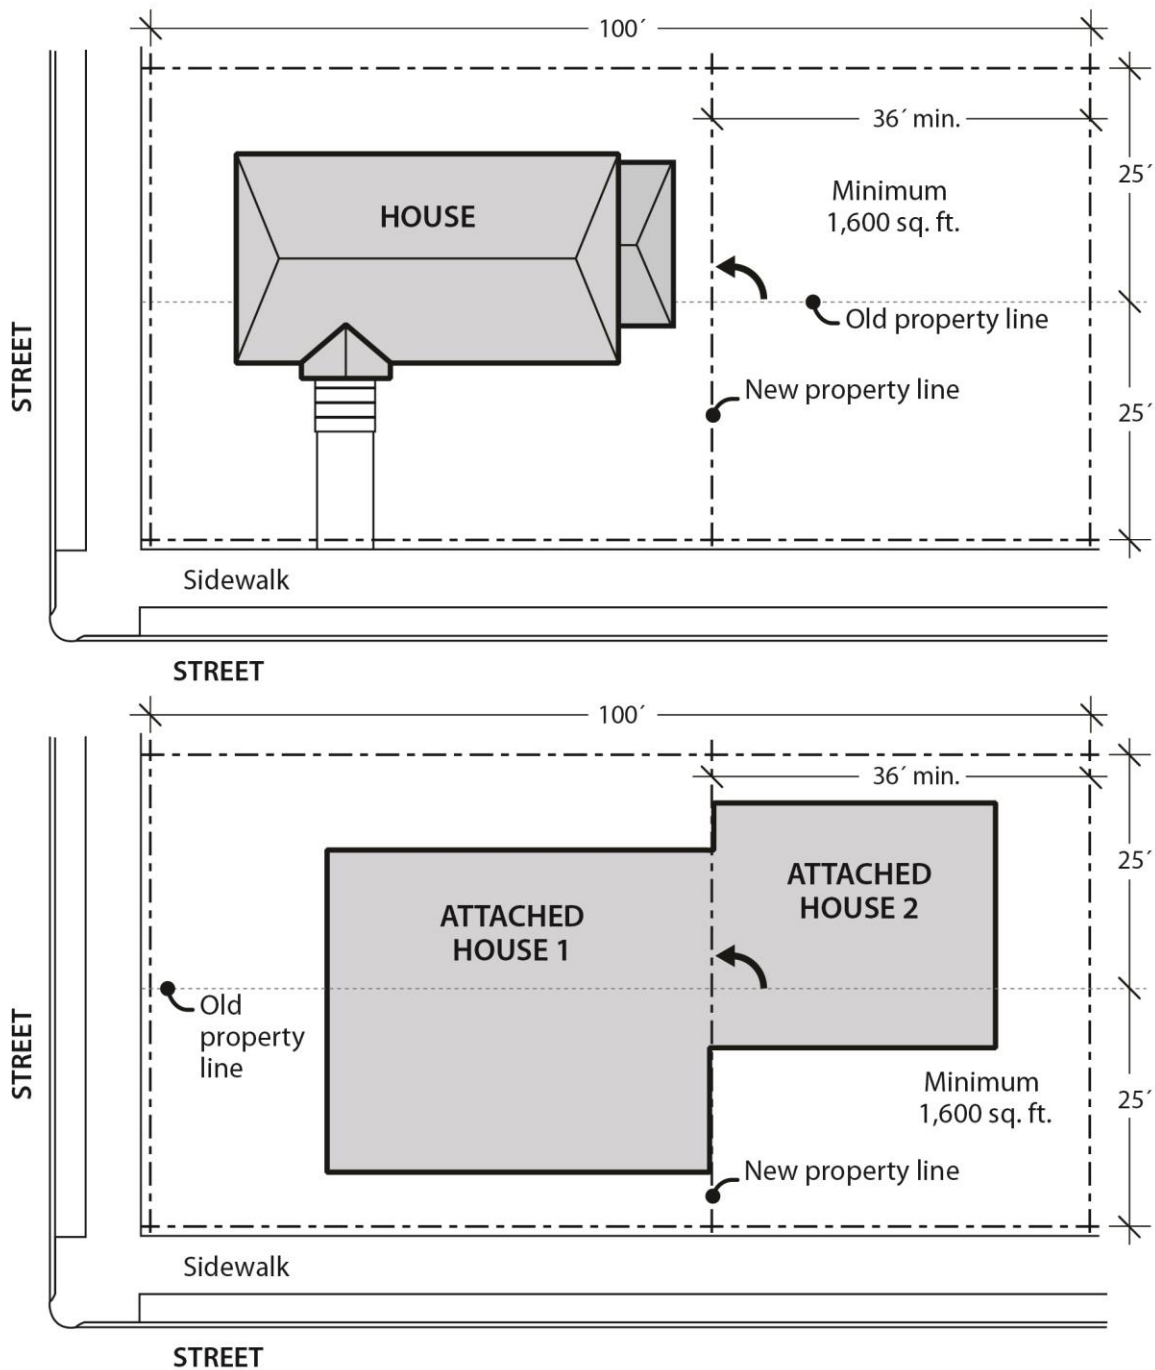 100′
36′ min.
25′
Minimum
1,600 sq. ft.
HOUSE
Old property line
STREET
New property line
25′
Sidewalk
STREET
100′
36′ min.
25′
ATTACHED
HOUSE 2
ATTACHED
HOUSE 1
Old
property
line
STREET
Minimum
1,600 sq. ft.
25′
New property line
Sidewalk
STREET